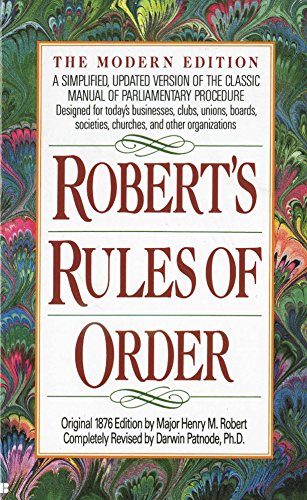 THE MODERN EDITION
A SIMPLIFIED, UPDATED VERSION OF THE CLASSIC
MANUAL OF PARLIAMENTARY PROCEDURE
Designed for today's businesses, clubs, unions, boards,
societies, churches, and other organizations
ROBERT'S
RULES OF
ORDER
Original 1876 Edition by Major Henry M. Robert
Completely Revised by Darwin Patnode, Ph.D.
B